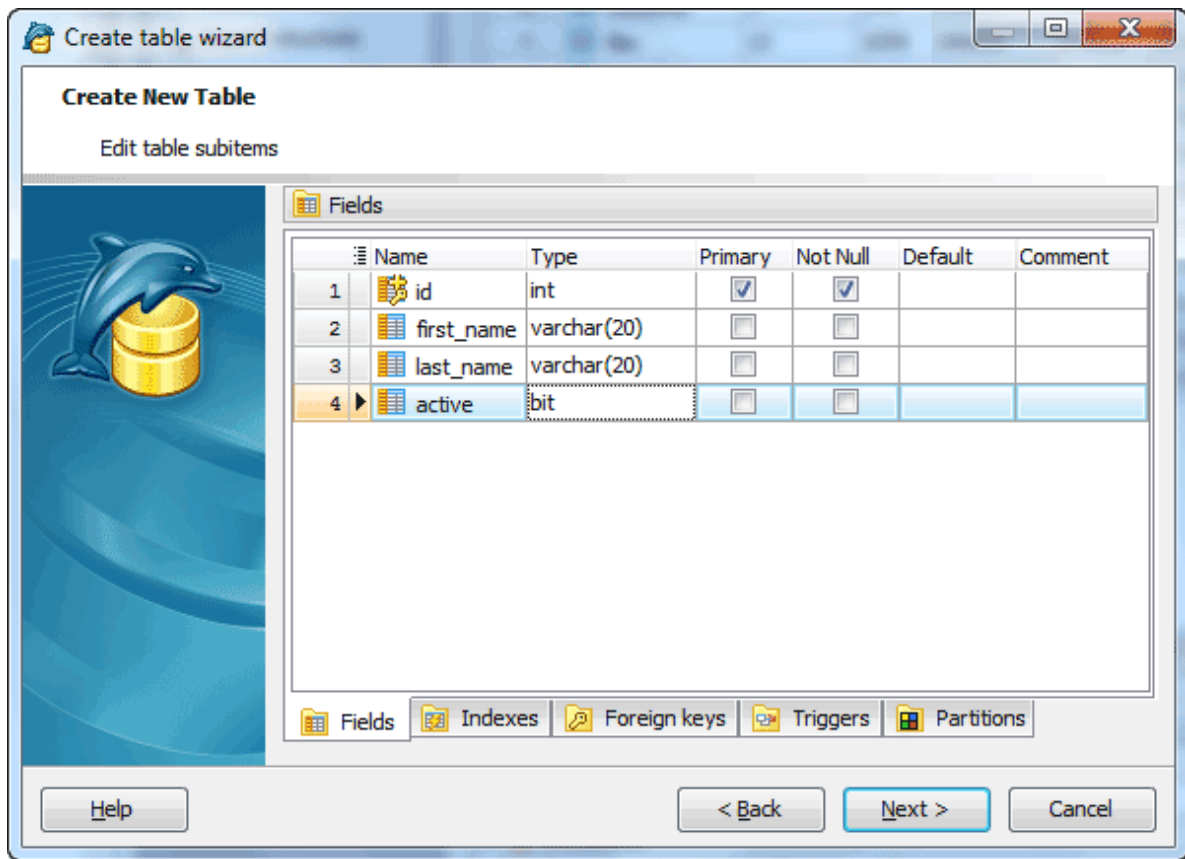 Create table wizard
Create New Table
Edit table subitems
Fields
Name Type Primary Not Null Default Comment
1 id int
2 first_name varchar(20)
3 last_name varchar(20)
4 active bit
Fields Indexes Foreign keys Triggers Partitions
Help < Back Next > Cancel